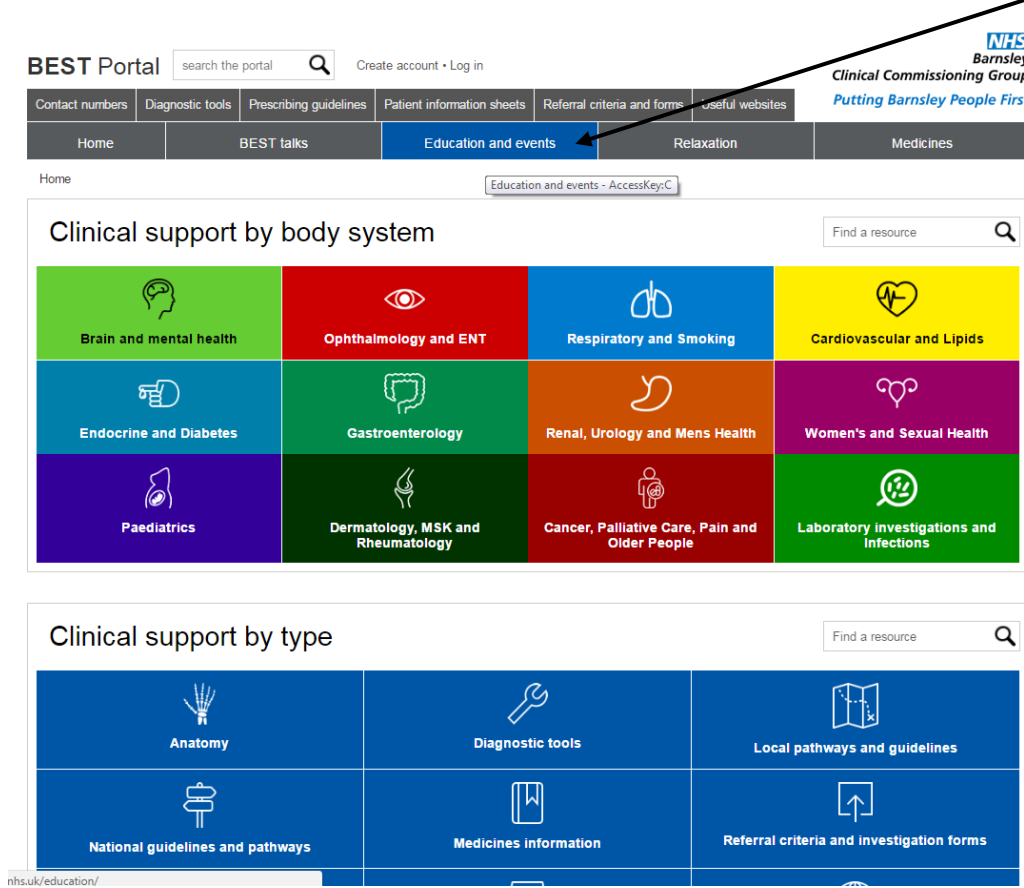 BEST Portal
search the portal
Create account • Log in
NHS
Barnsley
Clinical Commissioning Group
Putting Barnsley People Firs
Contact numbers
Diagnostic tools
Prescribing guidelines
Patient information sheets
Referral criteria and forms
Useful websites
Home
BEST talks
Education and events
Relaxation
Medicines
Home
Education and events - AccessKey:C
Clinical support by body system
Find a resource
Brain and mental health
Ophthalmology and ENT
Respiratory and Smoking
Cardiovascular and Lipids
Endocrine and Diabetes
Gastroenterology
Renal, Urology and Mens Health
Women's and Sexual Health
Paediatrics
Dermatology, MSK and
Rheumatology
Cancer, Palliative Care, Pain and
Older People
Laboratory investigations and
Infections
Clinical support by type
Find a resource
Anatomy
Diagnostic tools
Local pathways and guidelines
National guidelines and pathways
Medicines information
Referral criteria and investigation forms
nhs.uk/education/